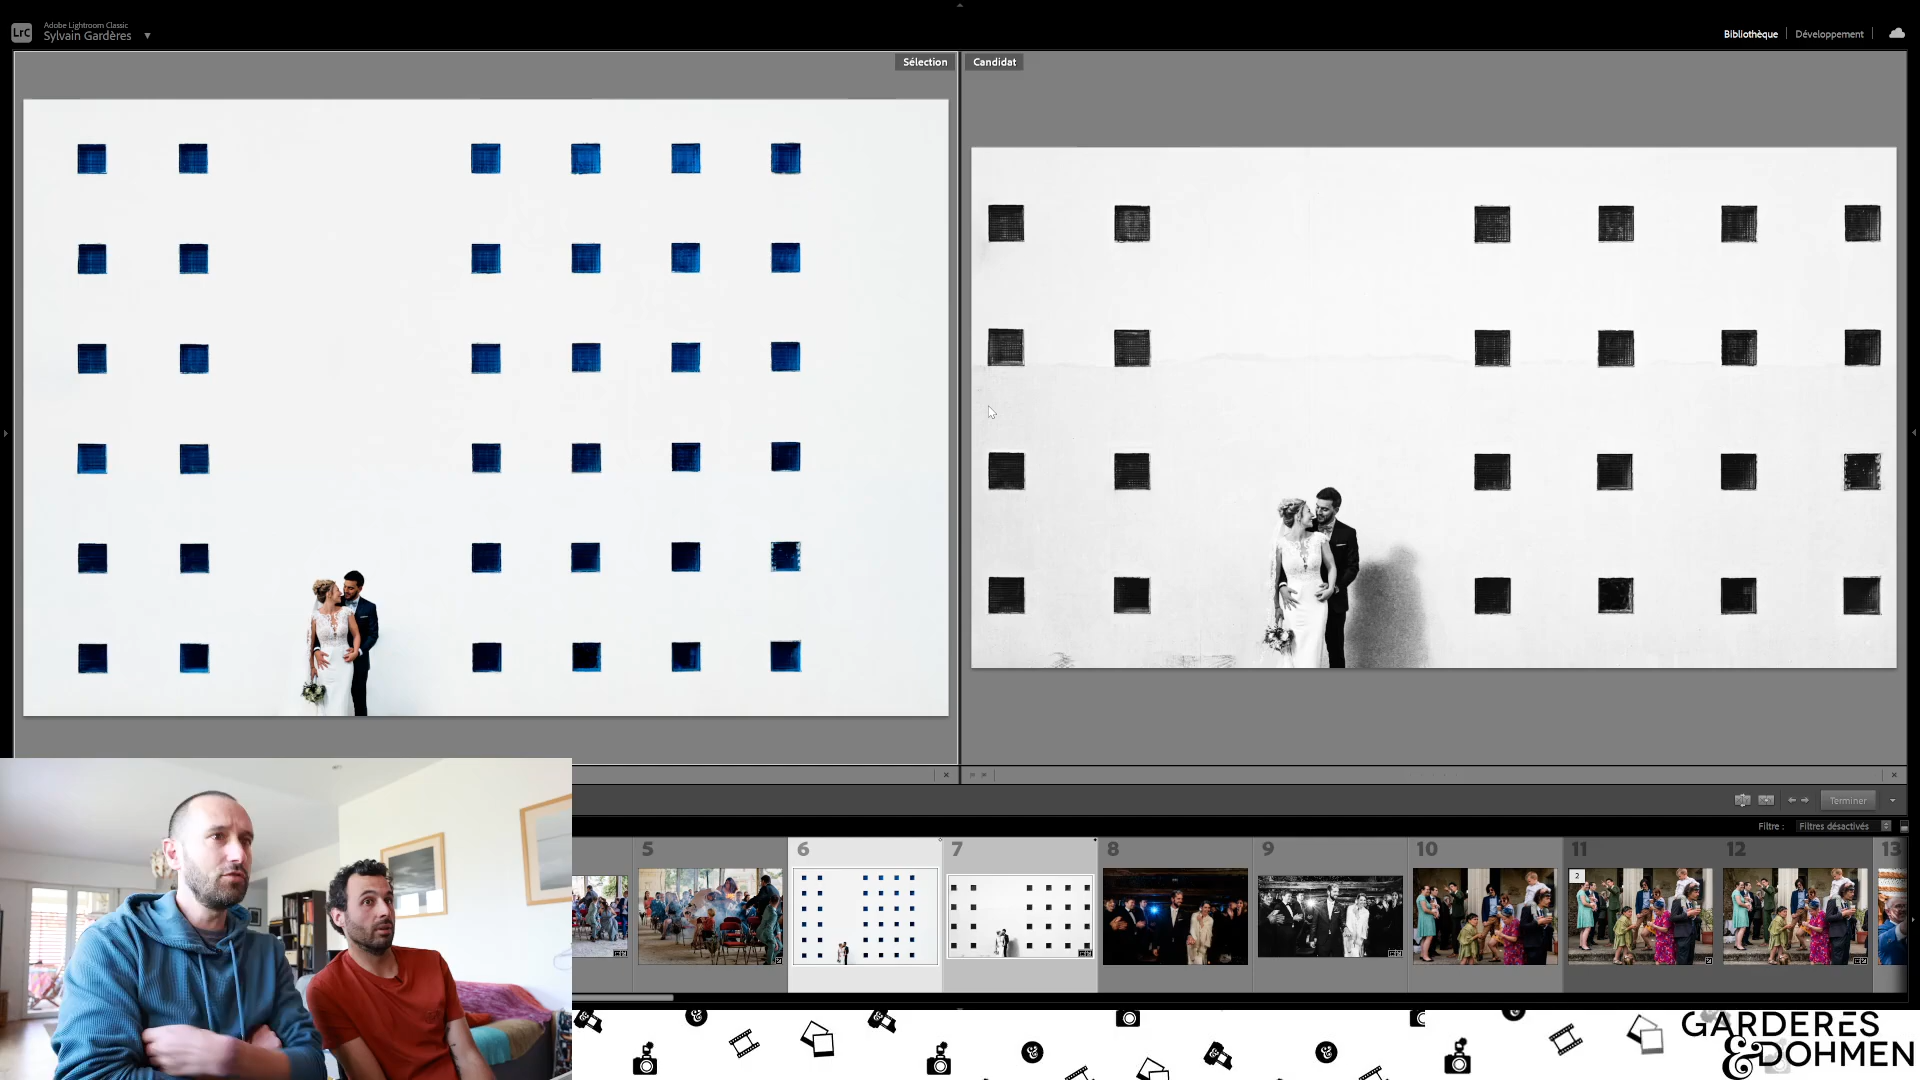 LrC
Adobe Lightroom Classic
Sylvain Gardères
Bibliothèque
Développement
Sélection
Candidat
Terminer
Filtre :
Filtres désactivés
5
6
7
8
9
10
11
12
13
2
GARDERES
&DOHMEN